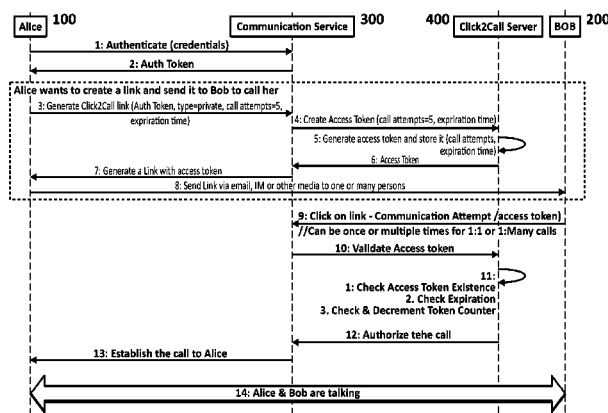 Alice 100 Communication Service 300 400 Click2Call Server BOB 200
1: Authenticate (credentials)
2: Auth Token
Alice wants to create a link and send it to Bob to call her
3: Generate Click2Call link (Auth Token, type=private, call attempts=5,
expiration time)
4: Create Access Token (call attempts=5, expiration time)
5: Generate access token and store it (call attempts,
expiration time)
6: Access Token
7: Generate a Link with access token
8: Send Link via email, IM or other media to one or many persons
9: Click on link - Communication Attempt /access token)
//Can be once or multiple times for 1:1 or 1:Many calls
10: Validate Access token
11:
1: Check Access Token Existence
2. Check Expiration
3. Check & Decrement Token Counter
12: Authorize tehe call
13: Establish the call to Alice
14: Alice & Bob are talking